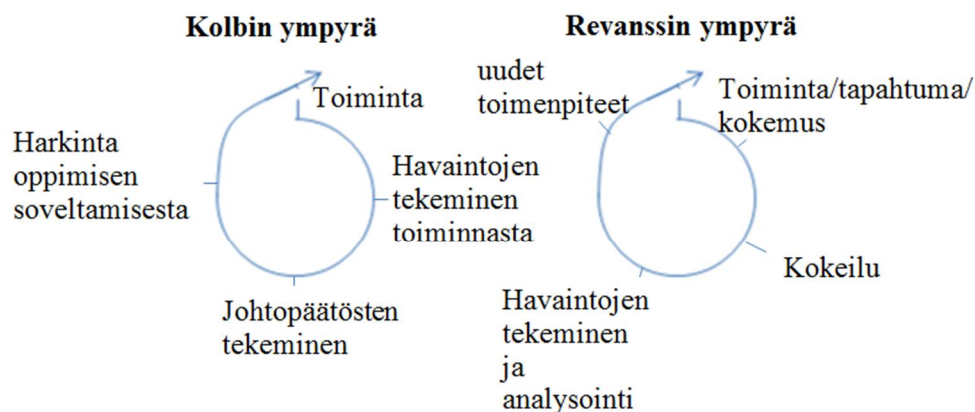 Kolbin ympyrä
Toiminta
Havaintojen
tekeminen
toiminnasta
Johtopäätösten
tekeminen
Harkinta
oppimisen
soveltamisesta
Revanssin ympyrä
Toiminta/tapahtuma/
kokemus
Kokeilu
Havaintojen
tekeminen
ja
analysointi
uudet
toimenpiteet